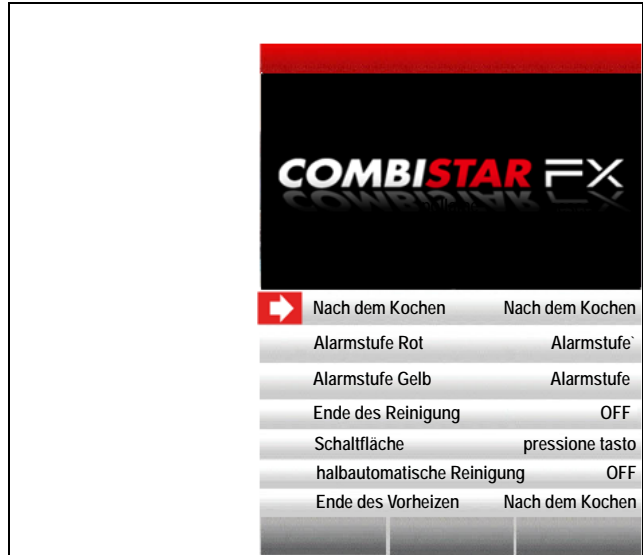 COMBISTAR FX
Nach dem Kochen Nach dem Kochen
Alarmstufe Rot Alarmstufe`
Alarmstufe Gelb Alarmstufe
Ende des Reinigung OFF
Schaltfläche pressione tasto
halbautomatische Reinigung OFF
Ende des Vorheizen Nach dem Kochen